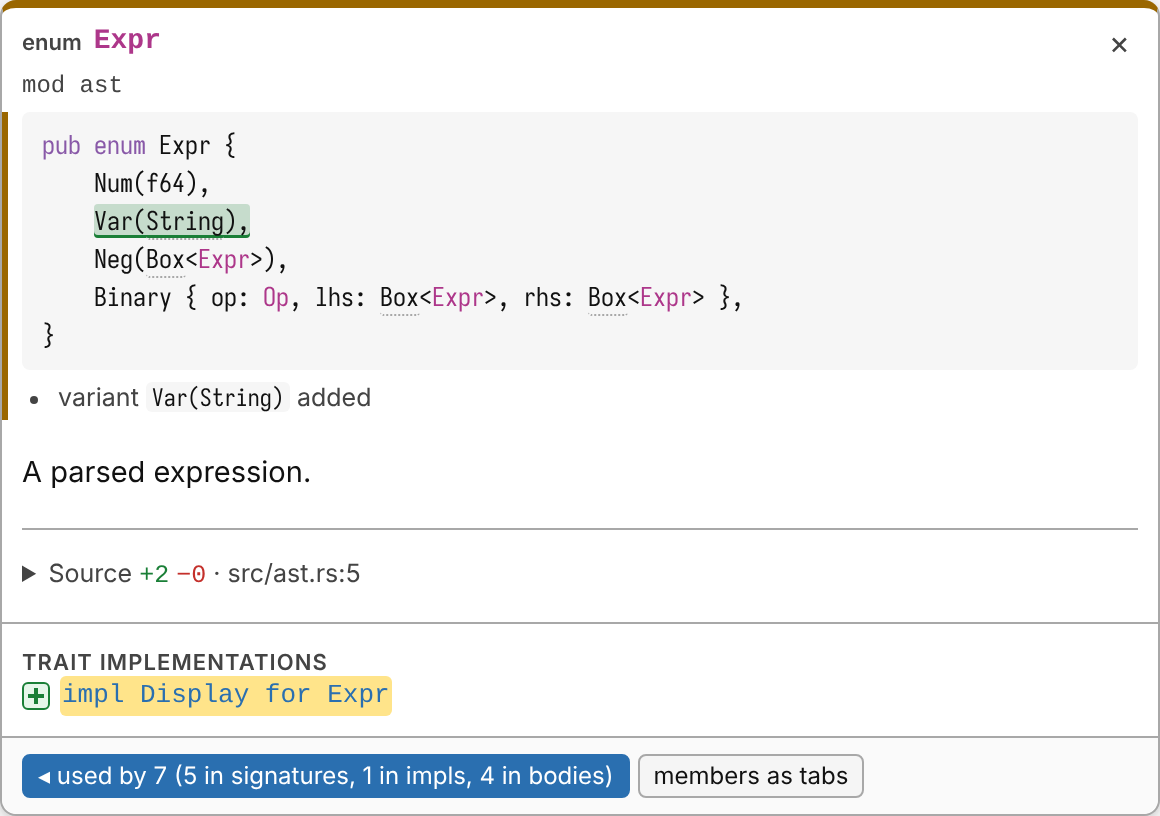 enum Expr
×
mod ast
pub enum Expr {
    Num(f64),
    Var(String),
    Neg(Box<Expr>),
    Binary { op: Op, lhs: Box<Expr>, rhs: Box<Expr> },
}
• variant Var(String) added
A parsed expression.
▶ Source +2 −0 · src/ast.rs:5
TRAIT IMPLEMENTATIONS
+ impl Display for Expr
◂ used by 7 (5 in signatures, 1 in impls, 4 in bodies) members as tabs